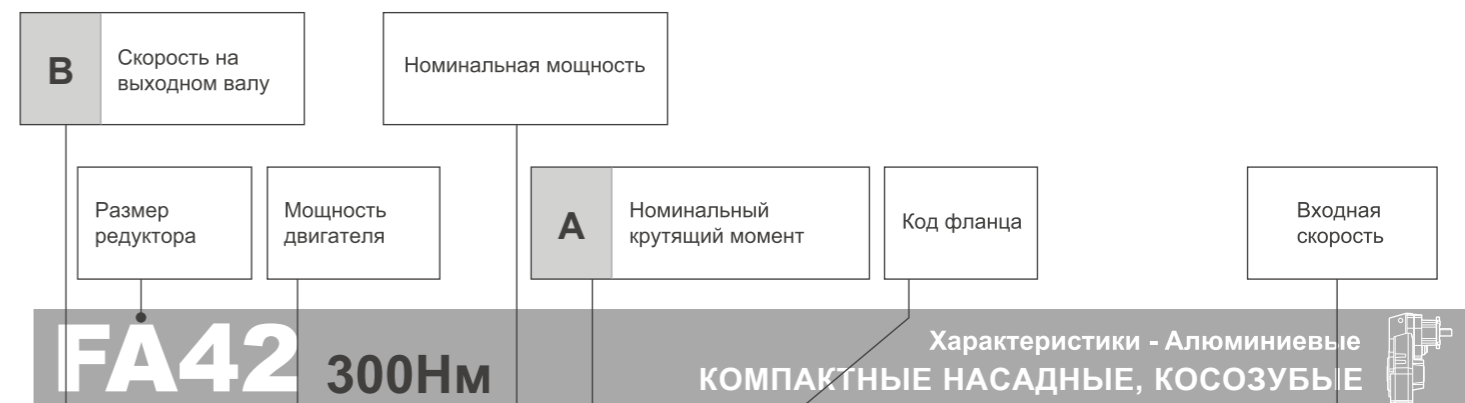 B
Скорость на
выходном валу
Номинальная мощность
Размер
редуктора
Мощность
двигателя
A
Номинальный
крутящий момент
Код фланца
Входная
скорость
FA42
300Нм
Характеристики - Алюминиевые
КОМПАКТНЫЕ НАСАДНЫЕ, КОСОЗУБЫЕ